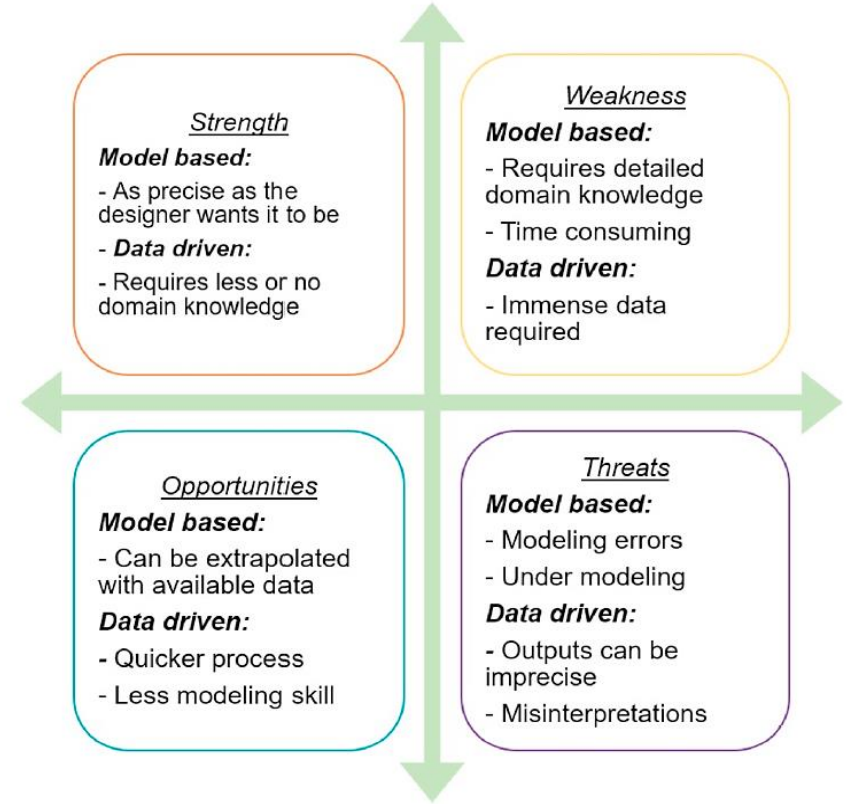 Strength
Model based:
- As precise as the
designer wants it to be
- Data driven:
- Requires less or no
domain knowledge
Weakness
Model based:
- Requires detailed
domain knowledge
- Time consuming
Data driven:
- Immense data
required
Opportunities
Model based:
- Can be extrapolated
with available data
Data driven:
- Quicker process
- Less modeling skill
Threats
Model based:
- Modeling errors
- Under modeling
Data driven:
- Outputs can be
imprecise
- Misinterpretations